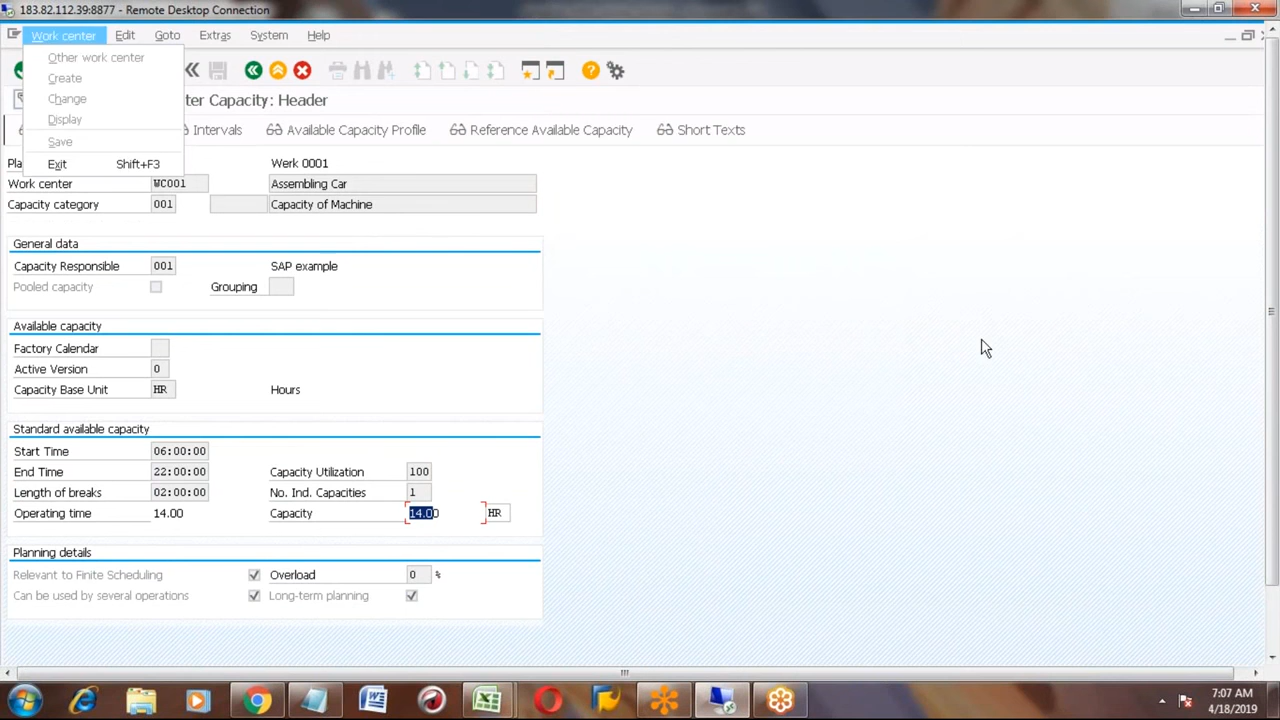 183.82.112.39:8877 - Remote Desktop Connection
Work center Edit Goto Extras System Help
Other work center
Create
Change
Display
Save
Exit Shift+F3
ter Capacity: Header
Intervals Available Capacity Profile Reference Available Capacity Short Texts
Pla Werk 0001
Work center WC001 Assembling Car
Capacity category 001 Capacity of Machine
General data
Capacity Responsible 001 SAP example
Pooled capacity Grouping
Available capacity
Factory Calendar
Active Version 0
Capacity Base Unit HR Hours
Standard available capacity
Start Time 06:00:00
End Time 22:00:00 Capacity Utilization 100
Length of breaks 02:00:00 No. Ind. Capacities 1
Operating time 14.00 Capacity 14.00 HR
Planning details
Relevant to Finite Scheduling Overload 0 %
Can be used by several operations Long-term planning
7:07 AM
4/18/2019